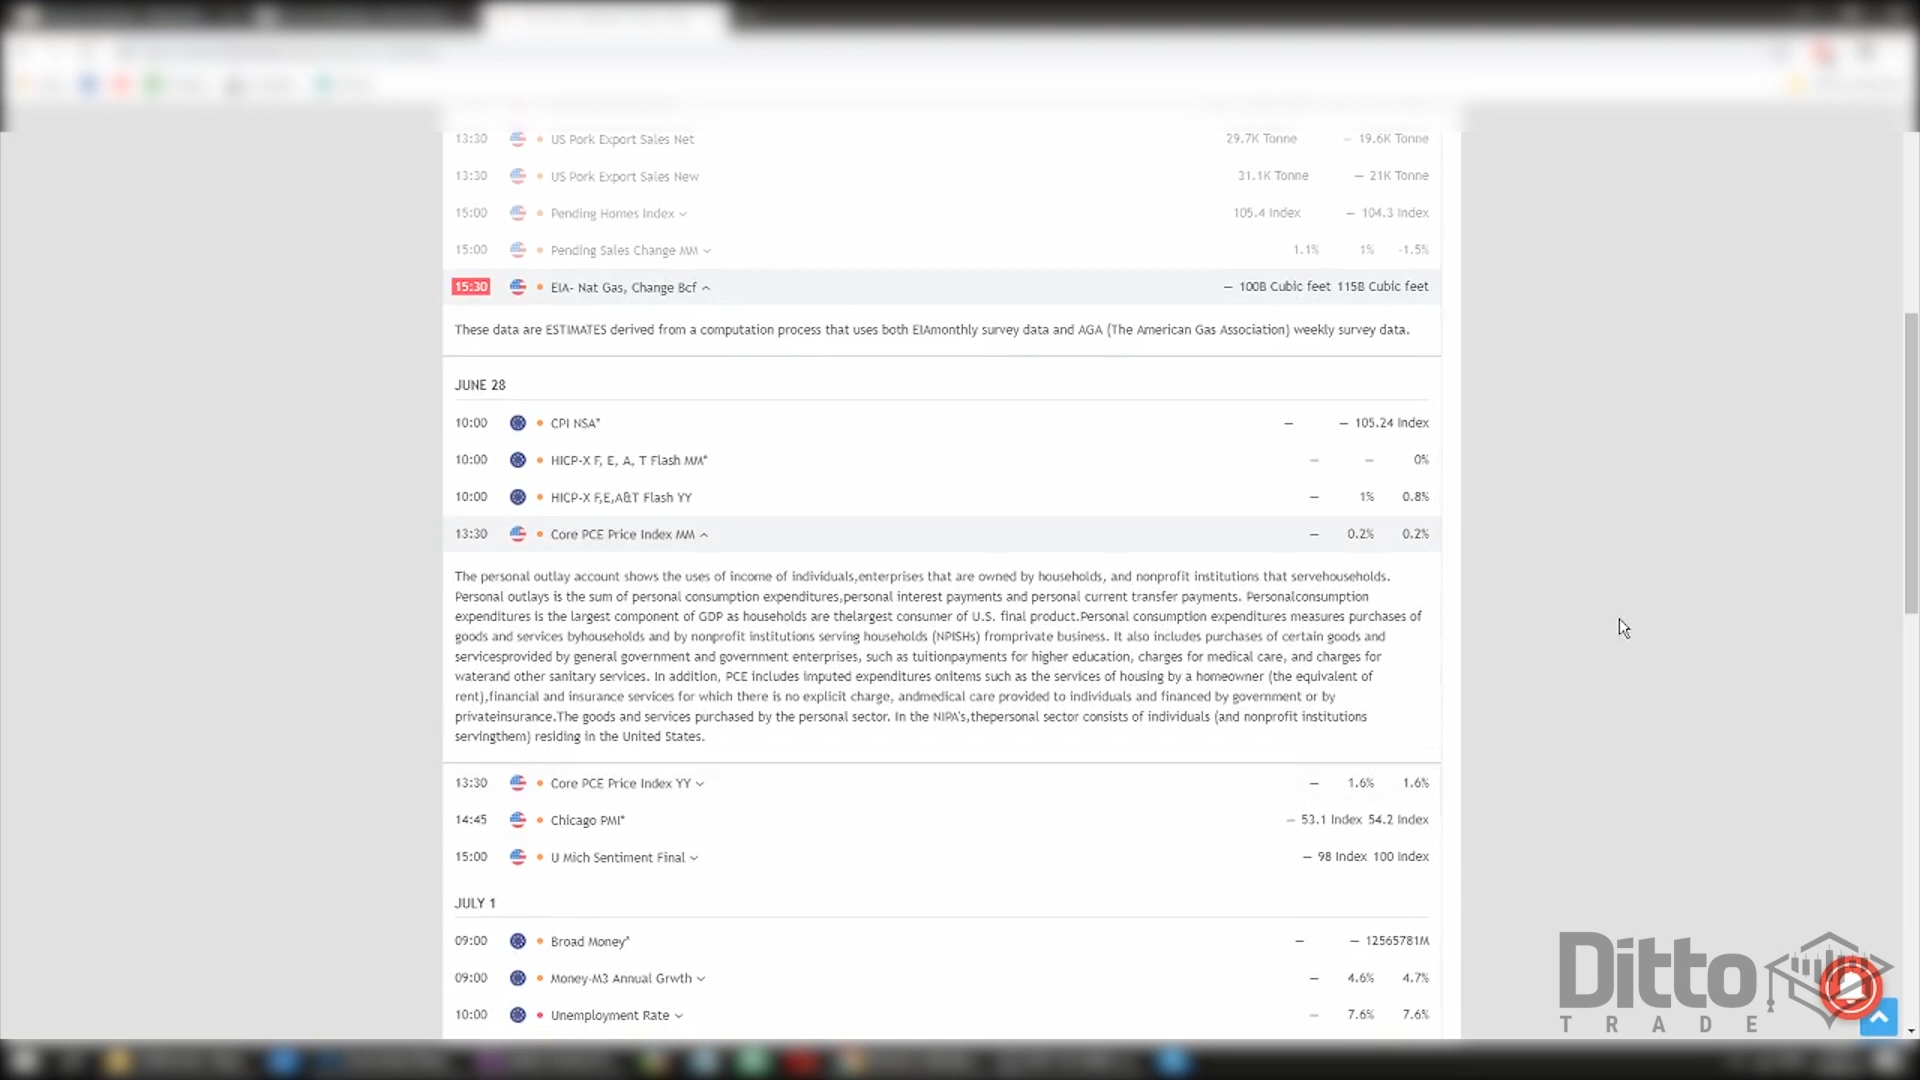 13:30 US Pork Export Sales Net 29.7K Tonne — 19.6K Tonne
13:30 US Pork Export Sales New 31.1K Tonne — 21K Tonne
15:00 Pending Homes Index 105.4 Index — 104.3 Index
15:00 Pending Sales Change MM 1.1% 1% -1.5%
15:30 EIA- Nat Gas, Change Bcf — 100B Cubic feet 115B Cubic feet
These data are ESTIMATES derived from a computation process that uses both EIAmonthly survey data and AGA (The American Gas Association) weekly survey data.
JUNE 28
10:00 CPI NSA* — — 105.24 Index
10:00 HICP-X F, E, A, T Flash MM* — — 0%
10:00 HICP-X F,E,A&T Flash YY — 1% 0.8%
13:30 Core PCE Price Index MM — 0.2% 0.2%
The personal outlay account shows the uses of income of individuals,enterprises that are owned by households, and nonprofit institutions that servehouseholds.
Personal outlays is the sum of personal consumption expenditures,personal interest payments and personal current transfer payments. Personalconsumption
expenditures is the largest component of GDP as households are thelargest consumer of U.S. final product.Personal consumption expenditures measures purchases of
goods and services byhouseholds and by nonprofit institutions serving households (NPISHs) fromprivate business. It also includes purchases of certain goods and
servicesprovided by general government and government enterprises, such as tuitionpayments for higher education, charges for medical care, and charges for
waterand other sanitary services. In addition, PCE includes imputed expenditures onitems such as the services of housing by a homeowner (the equivalent of
rent),financial and insurance services for which there is no explicit charge, andmedical care provided to individuals and financed by government or by
privateinsurance.The goods and services purchased by the personal sector. In the NIPA's,thepersonal sector consists of individuals (and nonprofit institutions
servingthem) residing in the United States.
13:30 Core PCE Price Index YY — 1.6% 1.6%
14:45 Chicago PMI* — 53.1 Index 54.2 Index
15:00 U Mich Sentiment Final — 98 Index 100 Index
JULY 1
09:00 Broad Money* — — 12565781M
09:00 Money-M3 Annual Grwth — 4.6% 4.7%
10:00 Unemployment Rate — 7.6% 7.6%
Ditto
TRADE